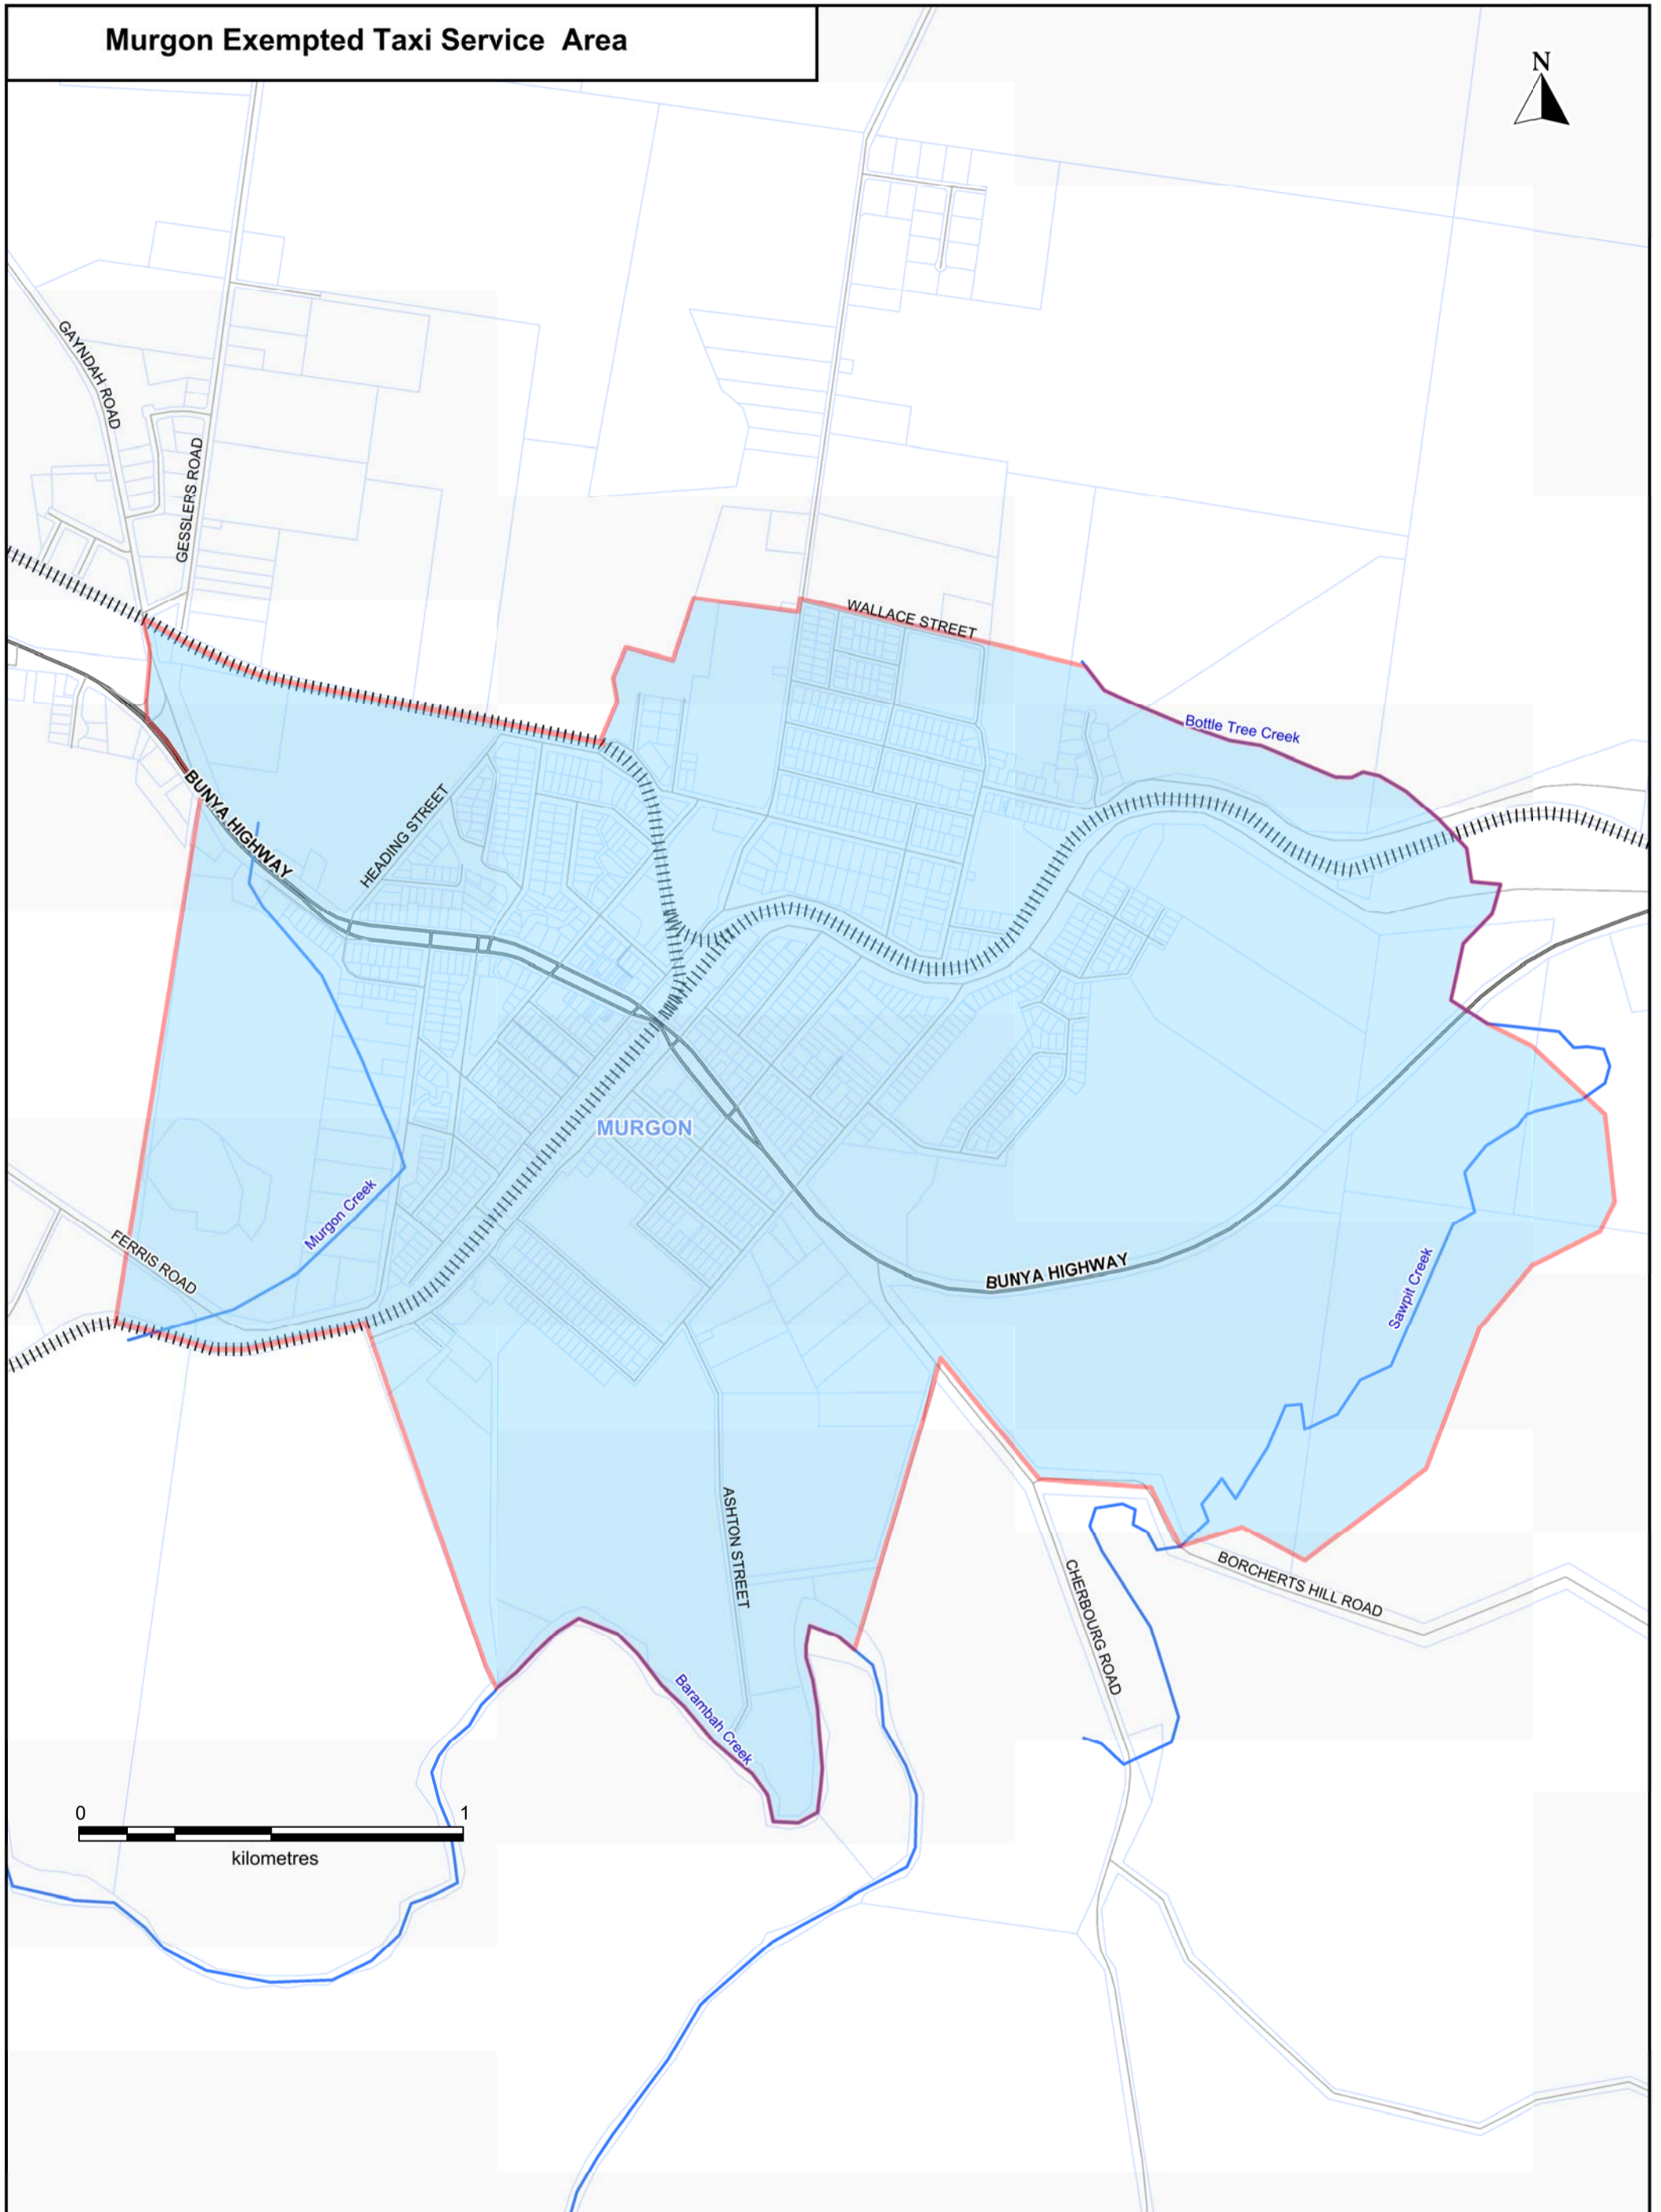 Murgon Exempted Taxi Service Area
N
GAYNDAH ROAD
GESSLERS ROAD
WALLACE STREET
Bottle Tree Creek
BUNYA HIGHWAY
HEADING STREET
MURGON
Murgon Creek
FERRIS ROAD
BUNYA HIGHWAY
Sawpit Creek
ASHTON STREET
BORCHERTS HILL ROAD
CHERBOURG ROAD
Barambah Creek
0 1
kilometres